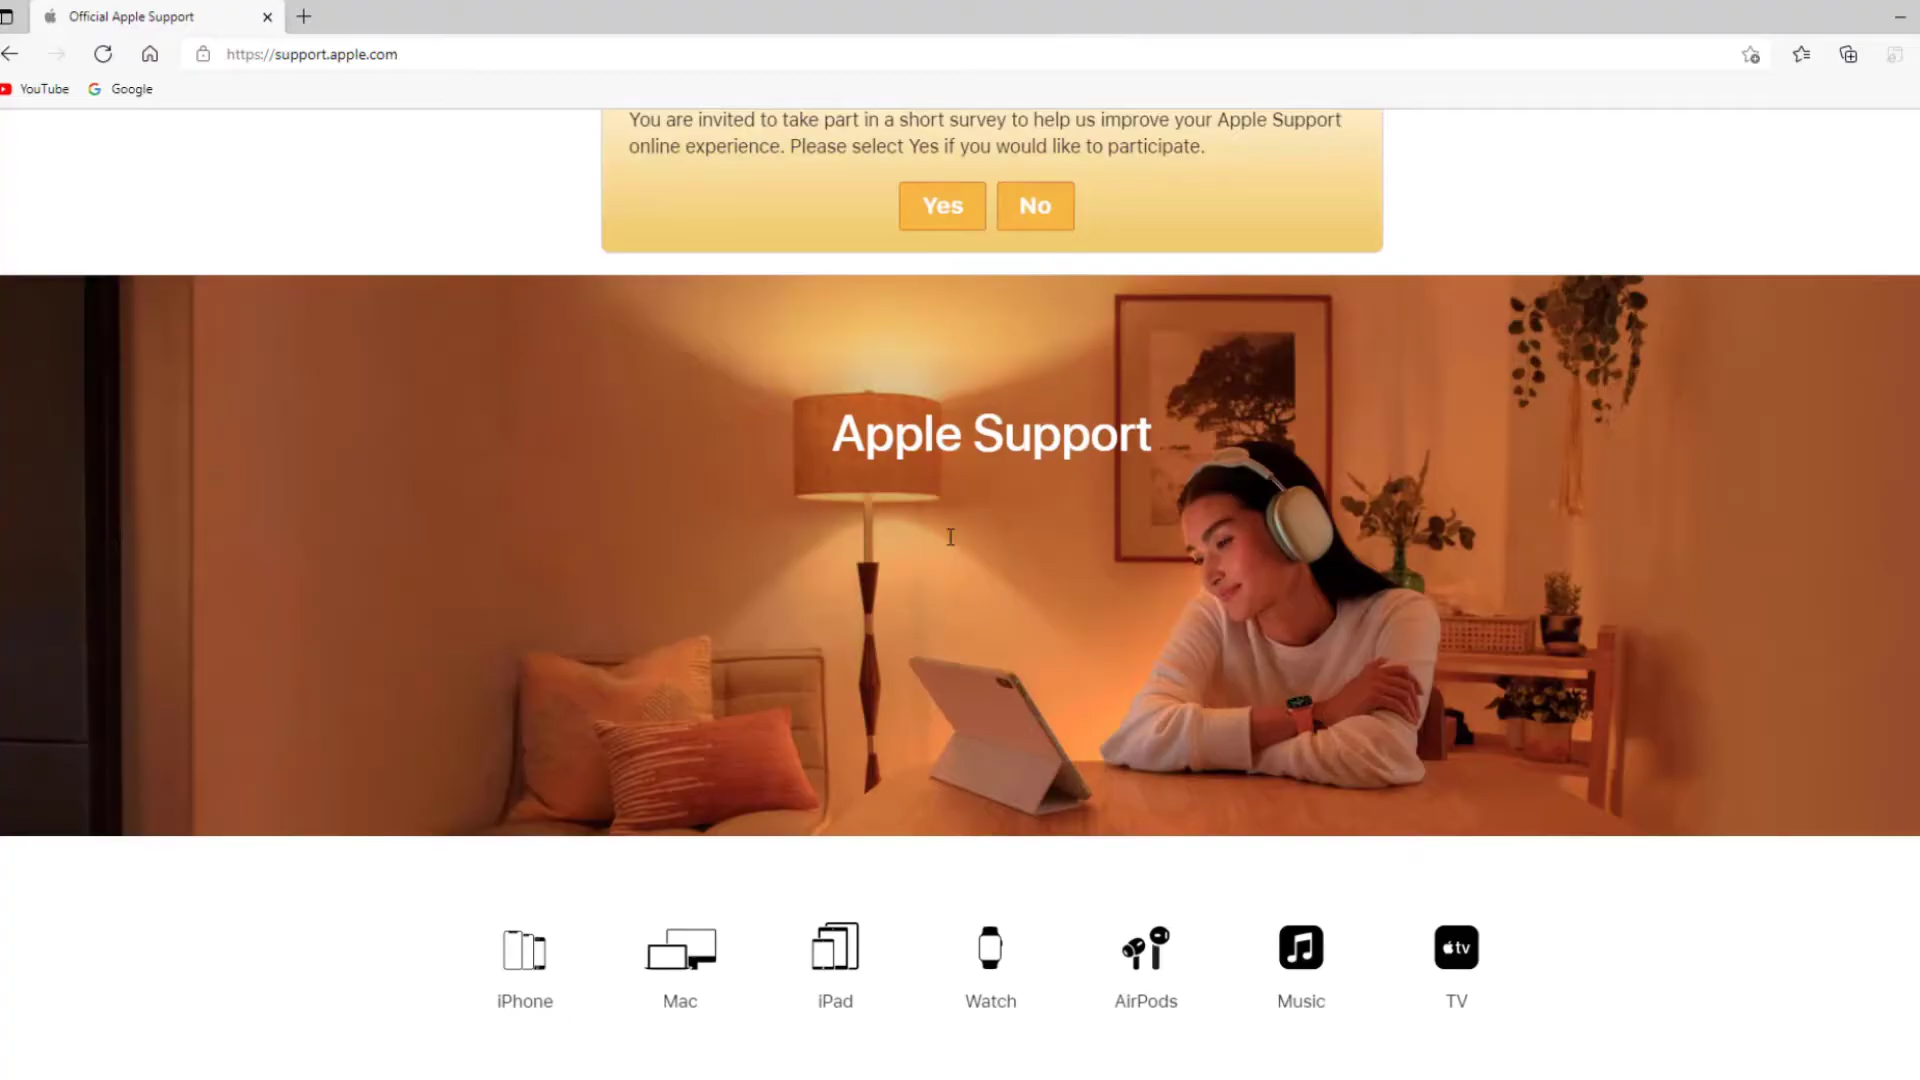 Official Apple Support
https://support.apple.com
YouTube Google
You are invited to take part in a short survey to help us improve your Apple Support
online experience. Please select Yes if you would like to participate.
Yes No
Apple Support
tv
iPhone Mac iPad Watch AirPods Music TV